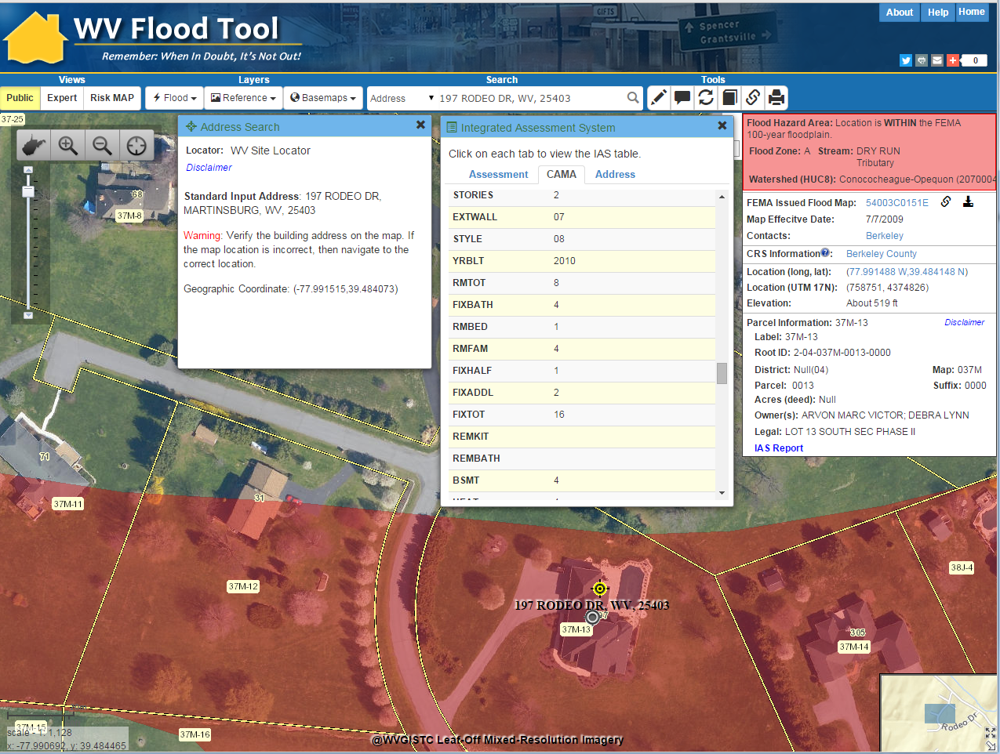 WV Flood Tool
Remember: When In Doubt, It's Not Out!
GIFTS
Spencer
Grantsville
About
Help
Home
0
Views
Layers
Search
Tools
Public
Expert
Risk MAP
Flood
Reference
Basemaps
Address
197 RODEO DR, WV, 25403
37-25
Address Search
Locator: WV Site Locator
Disclaimer
Standard Input Address: 197 RODEO DR,
MARTINSBURG, WV, 25403
Warning: Verify the building address on the map. If
the map location is incorrect, then navigate to the
correct location.
Geographic Coordinate: (-77.991515,39.484073)
Integrated Assessment System
Click on each tab to view the IAS table.
Assessment
CAMA
Address
STORIES 2
EXTWALL 07
STYLE 08
YRBLT 2010
RMTOT 8
FIXBATH 4
RMBED 1
RMFAM 4
FIXHALF 1
FIXADDL 2
FIXTOT 16
REMKIT
REMBATH
BSMT 4
Flood Hazard Area: Location is WITHIN the FEMA
100-year floodplain.
Flood Zone: A Stream: DRY RUN
Tributary
Watershed (HUC8): Conococheague-Opequon (2070004
FEMA Issued Flood Map: 54003C0151E
Map Effecitve Date: 7/7/2009
Contacts: Berkeley
CRS Information?: Berkeley County
Location (long, lat): (77.991488 W,39.484148 N)
Location (UTM 17N): (758751, 4374826)
Elevation: About 519 ft
Parcel Information: 37M-13 Disclaimer
Label: 37M-13
Root ID: 2-04-037M-0013-0000
District: Null(04) Map: 037M
Parcel: 0013 Suffix: 0000
Acres (deed): Null
Owner(s): ARVON MARC VICTOR; DEBRA LYNN
Legal: LOT 13 SOUTH SEC PHASE II
IAS Report
68
37M-8
71
37M-11
31
37M-12
197 RODEO DR, WV, 25403
37M-13
305
37M-14
38J-4
37M-16
scale - 1: 1,128
x: -77.990692, y: 39.484465
@WVGISTC Leaf-Off Mixed-Resolution Imagery
Rodeo Dr